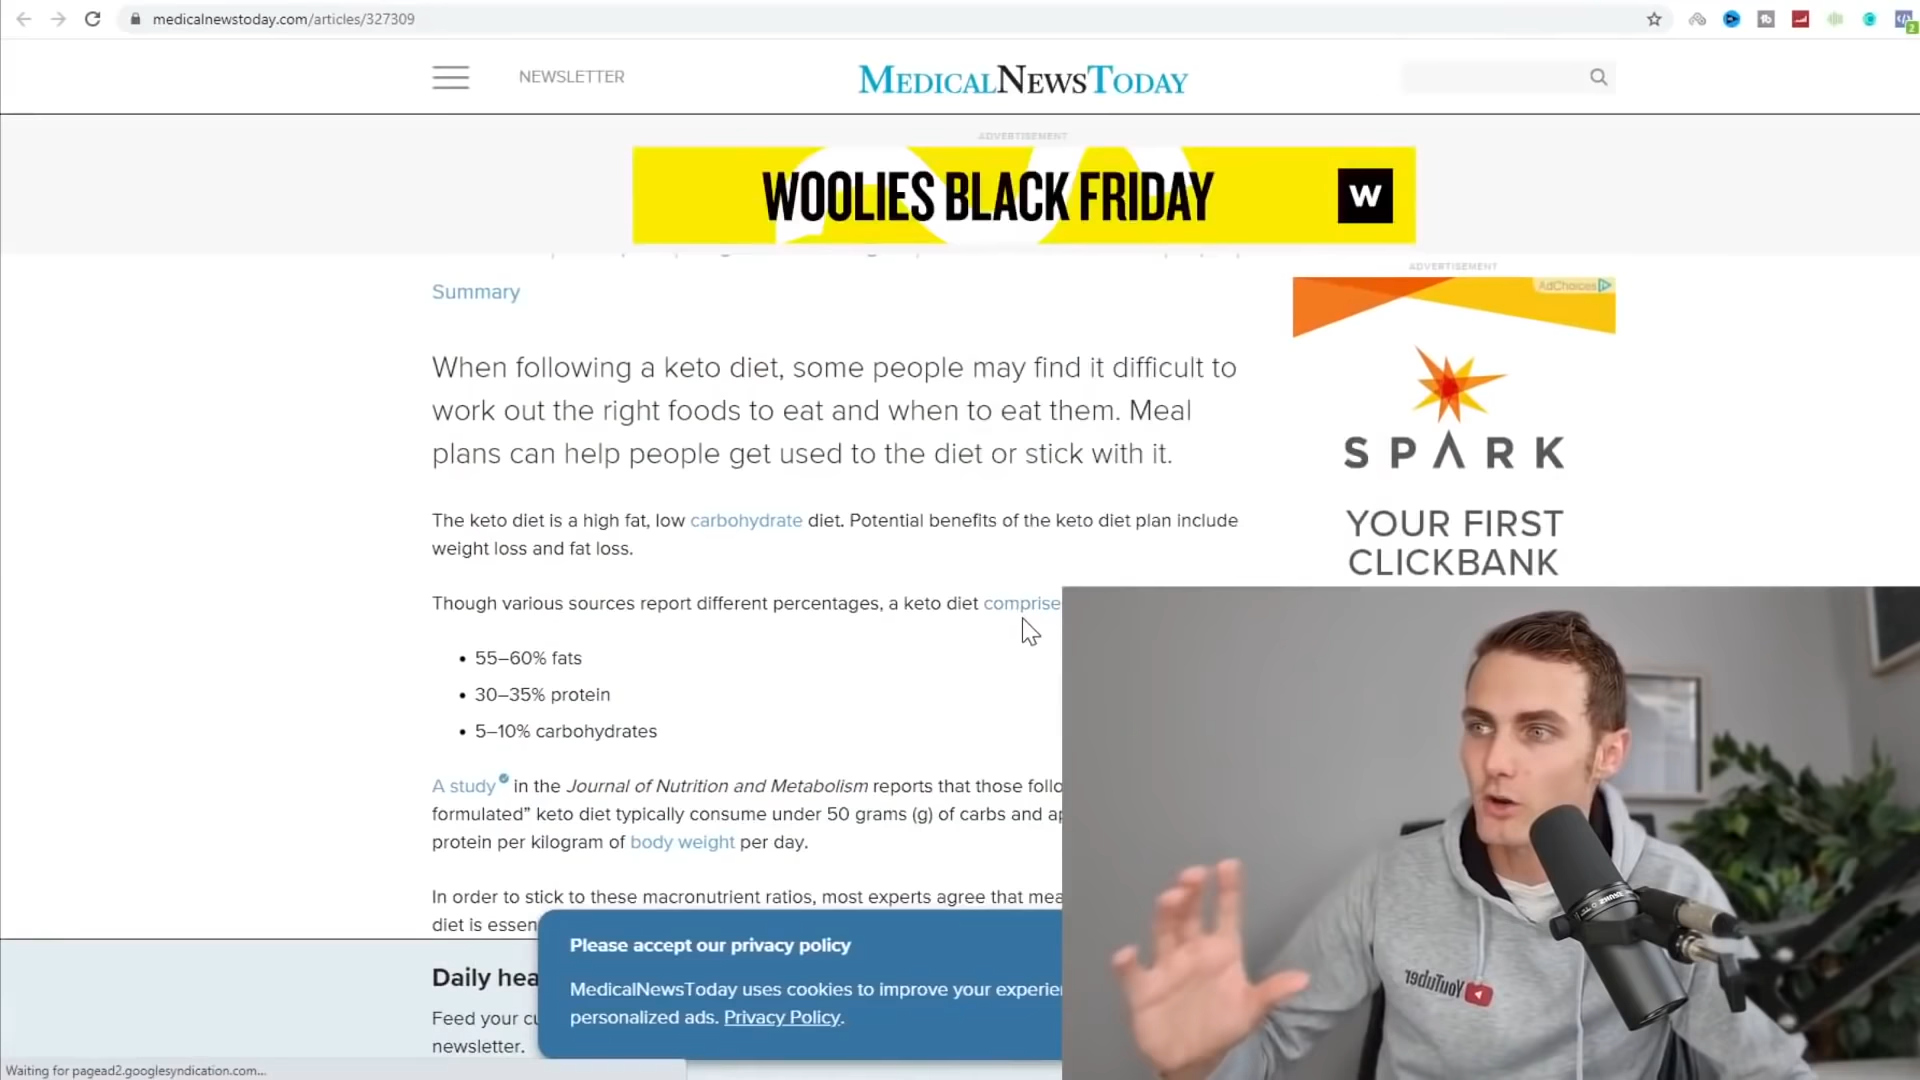 medicalnewstoday.com/articles/327309
2
NEWSLETTER
MEDICALNEWSTODAY
ADVERTISEMENT
WOOLIES BLACK FRIDAY
W
ADVERTISEMENT
AdChoices
Summary
When following a keto diet, some people may find it difficult to
work out the right foods to eat and when to eat them. Meal
plans can help people get used to the diet or stick with it.
SPARK
YOUR FIRST
CLICKBANK
The keto diet is a high fat, low carbohydrate diet. Potential benefits of the keto diet plan include
weight loss and fat loss.
Though various sources report different percentages, a keto diet comprise
• 55–60% fats
• 30–35% protein
• 5–10% carbohydrates
A study in the Journal of Nutrition and Metabolism reports that those follo
formulated” keto diet typically consume under 50 grams (g) of carbs and ap
protein per kilogram of body weight per day.
In order to stick to these macronutrient ratios, most experts agree that mea
diet is essen
Please accept our privacy policy
MedicalNewsToday uses cookies to improve your experie
personalized ads. Privacy Policy.
Daily hea
Feed your cu
newsletter.
Waiting for pagead2.googlesyndication.com...
YouTuber